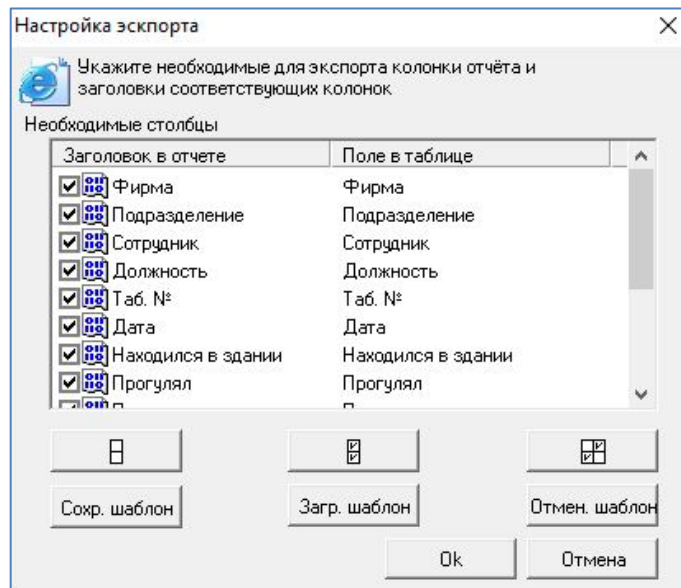 Настройка эскпорта
Укажите необходимые для экспорта колонки отчёта и
заголовки соответствующих колонок
Необходимые столбцы
Заголовок в отчете Поле в таблице
Фирма Фирма
Подразделение Подразделение
Сотрудник Сотрудник
Должность Должность
Таб. № Таб. №
Дата Дата
Находился в здании Находился в здании
Прогулял Прогулял
Сохр. шаблон Загр. шаблон Отмен. шаблон
Ok Отмена